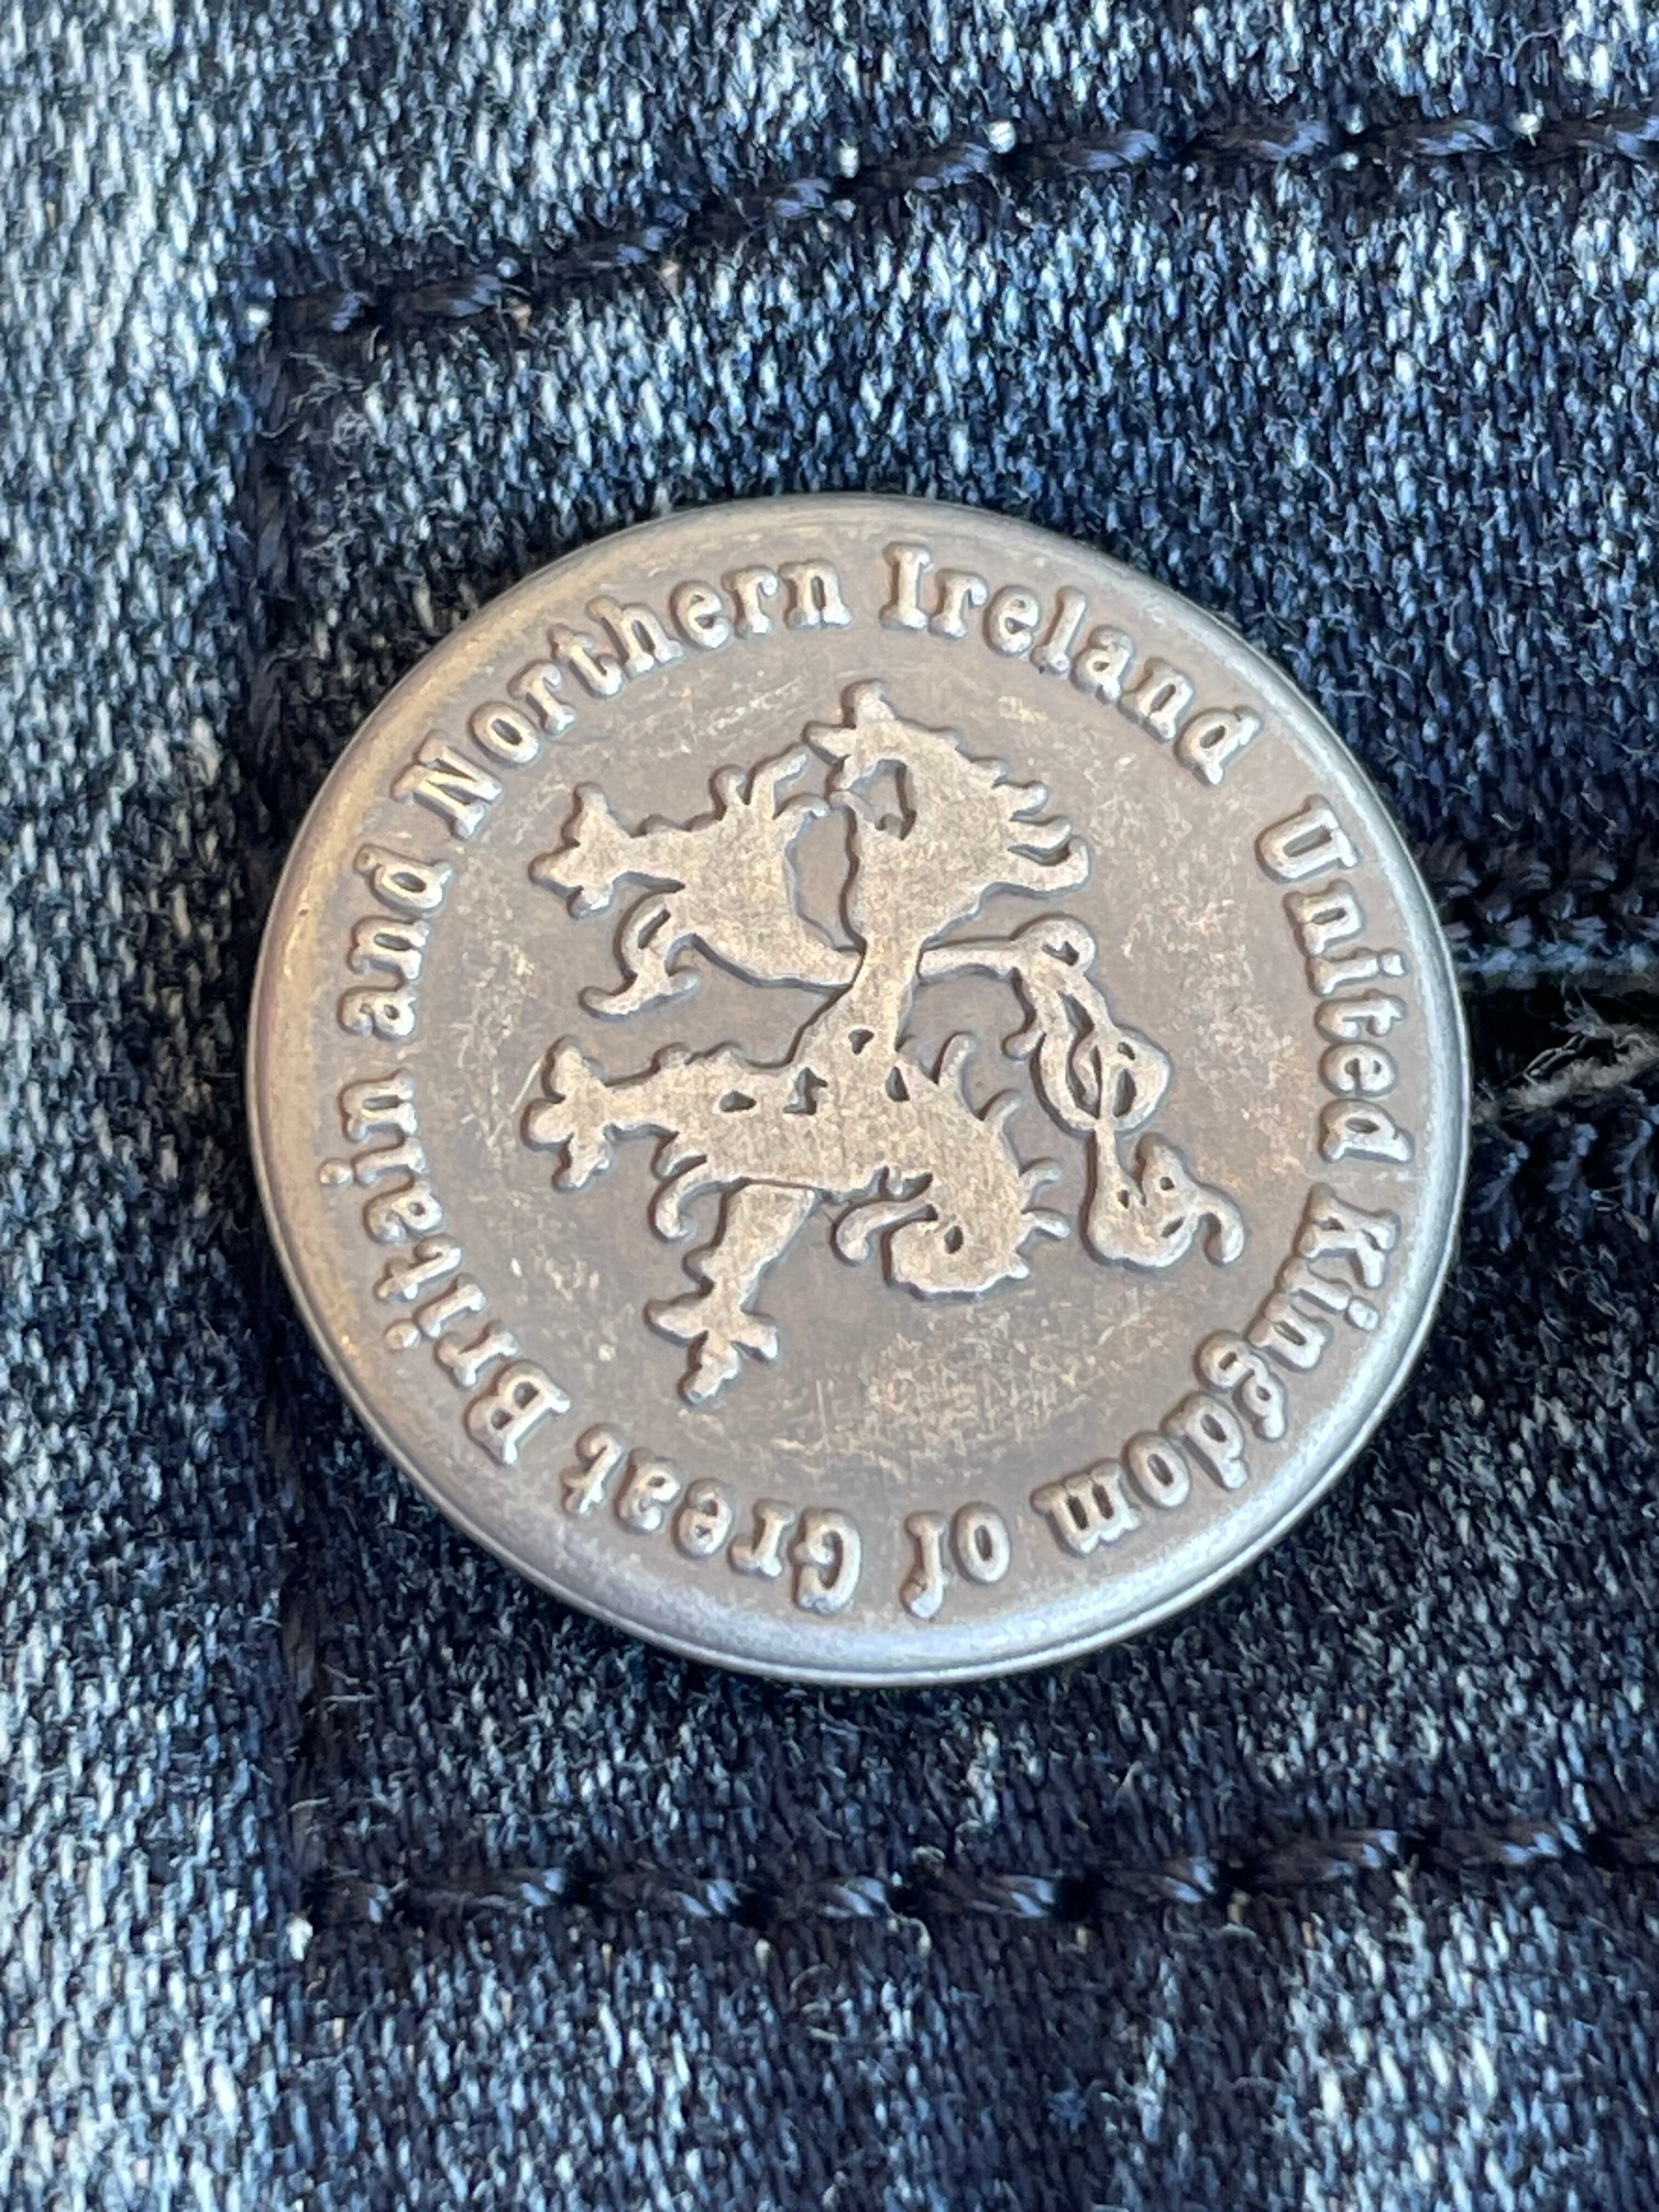 United Kingdom of Great Britain and Northern Ireland